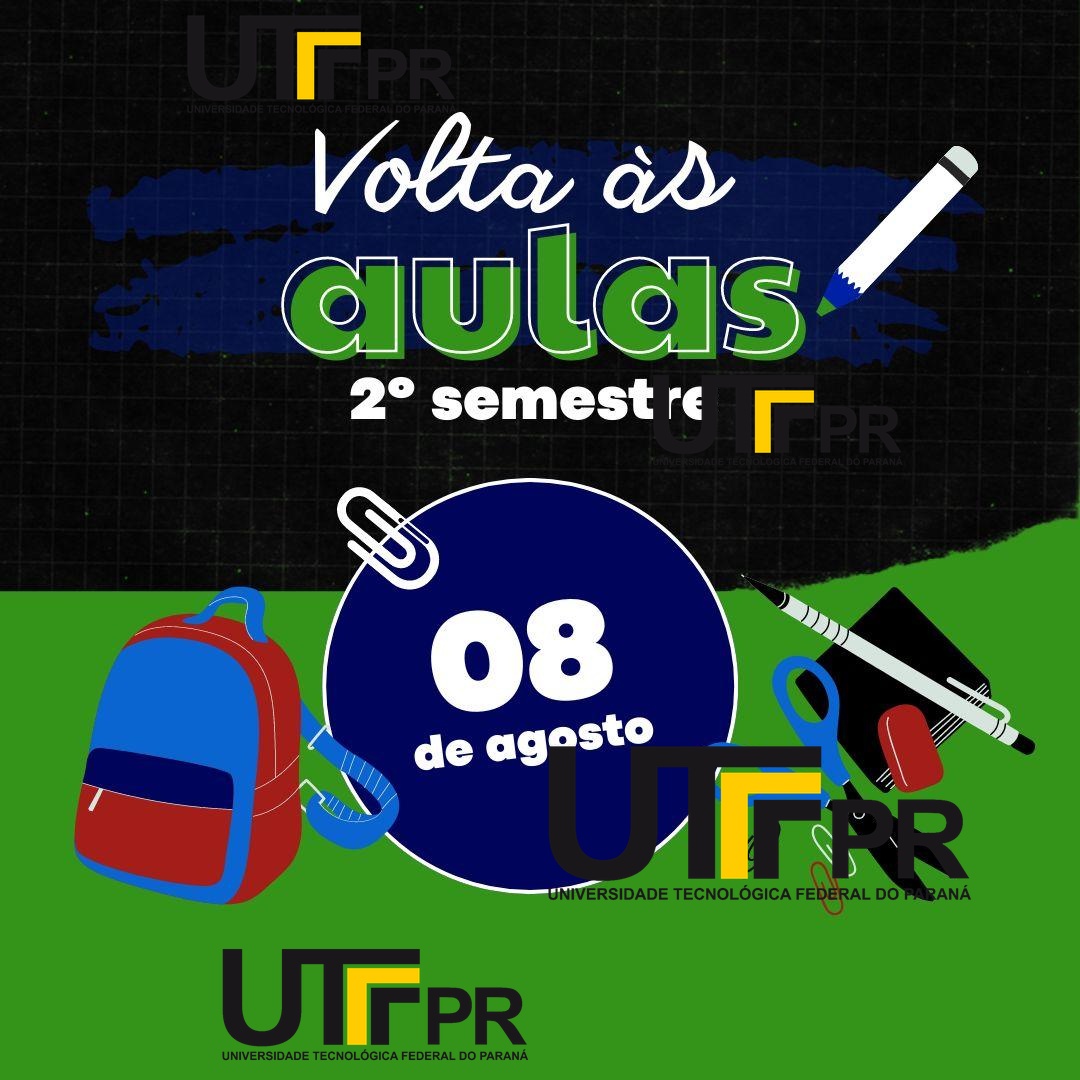 UTFPR
UNIVERSIDADE TECNOLÓGICA FEDERAL DO PARANÁ
Volta às
aulas
2º semestre
UTFPR
UNIVERSIDADE TECNOLÓGICA FEDERAL DO PARANÁ
08
de agosto
UTFPR
UNIVERSIDADE TECNOLÓGICA FEDERAL DO PARANÁ
UTFPR
UNIVERSIDADE TECNOLÓGICA FEDERAL DO PARANÁ